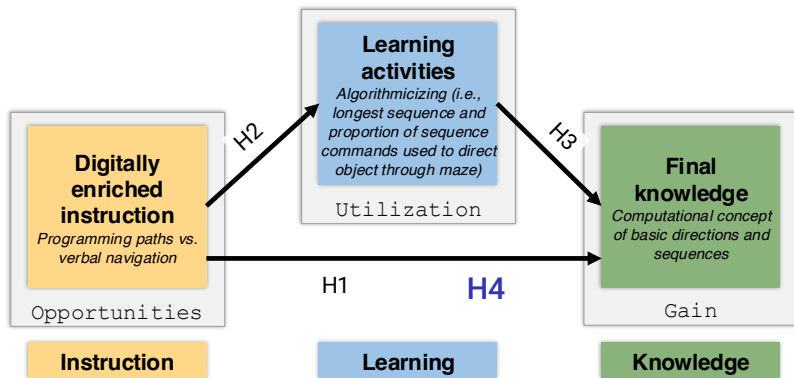 Learning
activities
Algorithmicizing (i.e.,
longest sequence and
proportion of sequence
commands used to direct
object through maze)
Utilization
H2
H3
Digitally
enriched
instruction
Programming paths vs.
verbal navigation
Opportunities
Final
knowledge
Computational concept
of basic directions and
sequences
Gain
H1
H4
Instruction
Learning
Knowledge